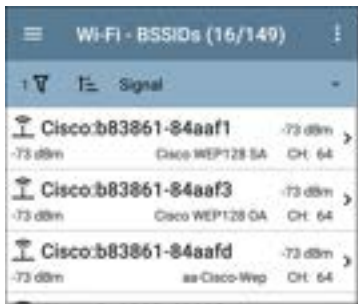 Wi-Fi - BSSIDs (16/149)
1 Signal
Cisco:b83861-84aaf1 -73 dBm
-73 dBm Cisco WEP128 SA CH: 64
Cisco:b83861-84aaf3 -73 dBm
-73 dBm Cisco WEP128 OA CH: 64
Cisco:b83861-84aafd -73 dBm
-73 dBm aa-Cisco-Wep CH: 64